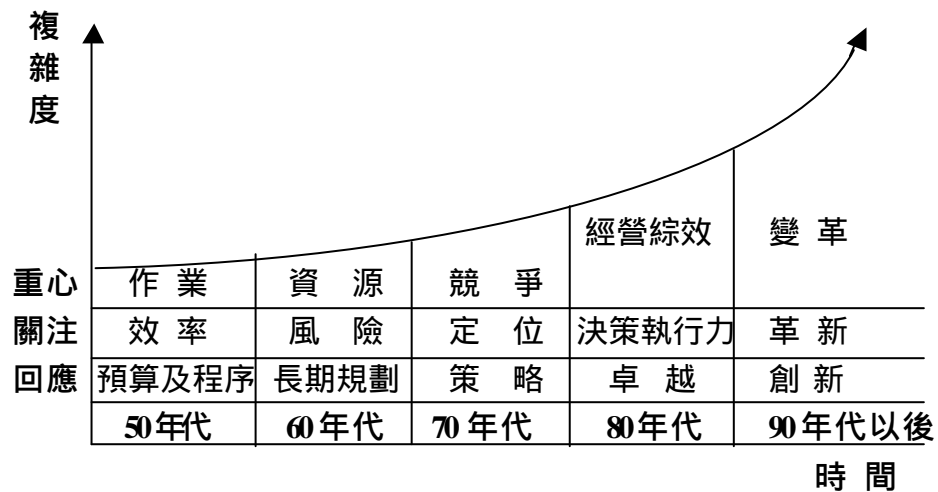 複雜度
經營綜效 變革
重心 作業 資源 競爭
關注 效率 風險 定位 決策執行力 革新
回應 預算及程序 長期規劃 策略 卓越 創新
50年代 60年代 70年代 80年代 90年代以後
時間